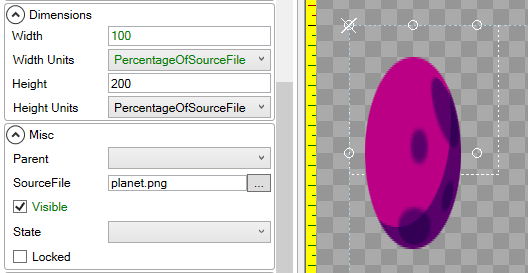 Dimensions
Width 100
Width Units PercentageOfSourceFile
Height 200
Height Units PercentageOfSourceFile
Misc
Parent
SourceFile planet.png ...
Visible
State
Locked